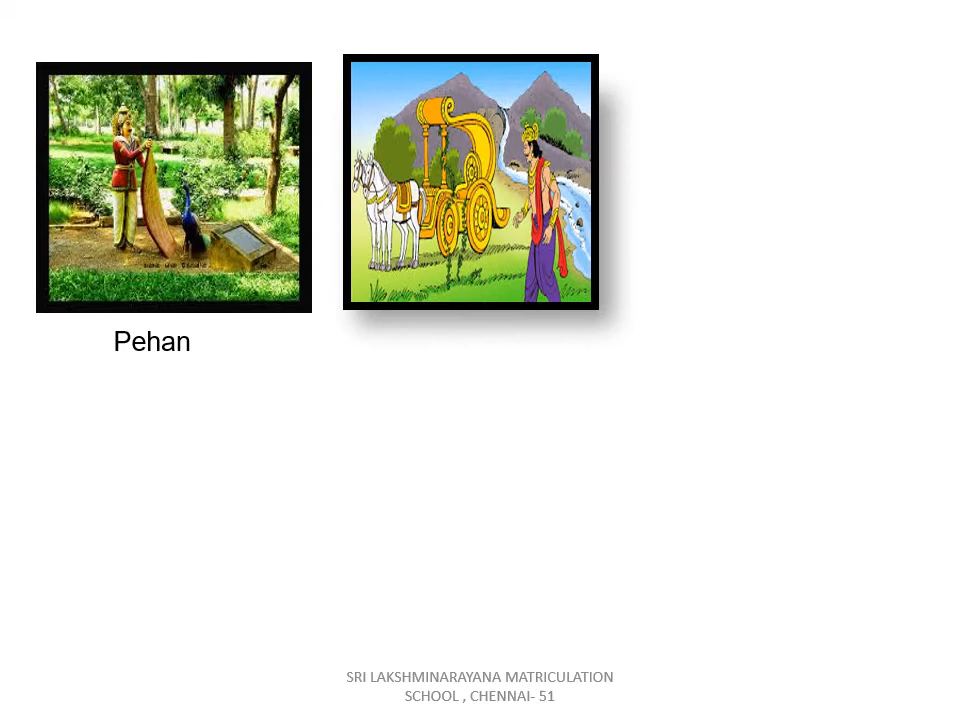 Pehan
SRI LAKSHMINARAYANA MATRICULATION
SCHOOL , CHENNAI- 51